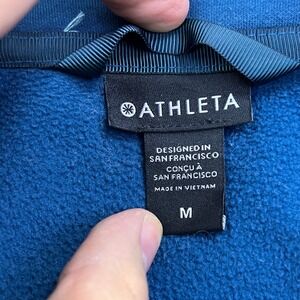 ATHLETA
DESIGNED IN
SAN FRANCISCO
CONÇU À
SAN FRANCISCO
MADE IN VIETNAM
M